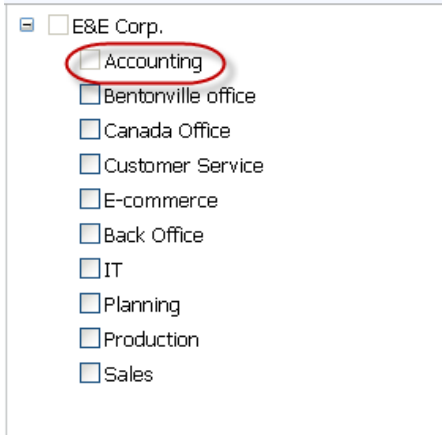 E&E Corp.
Accounting
Bentonville office
Canada Office
Customer Service
E-commerce
Back Office
IT
Planning
Production
Sales